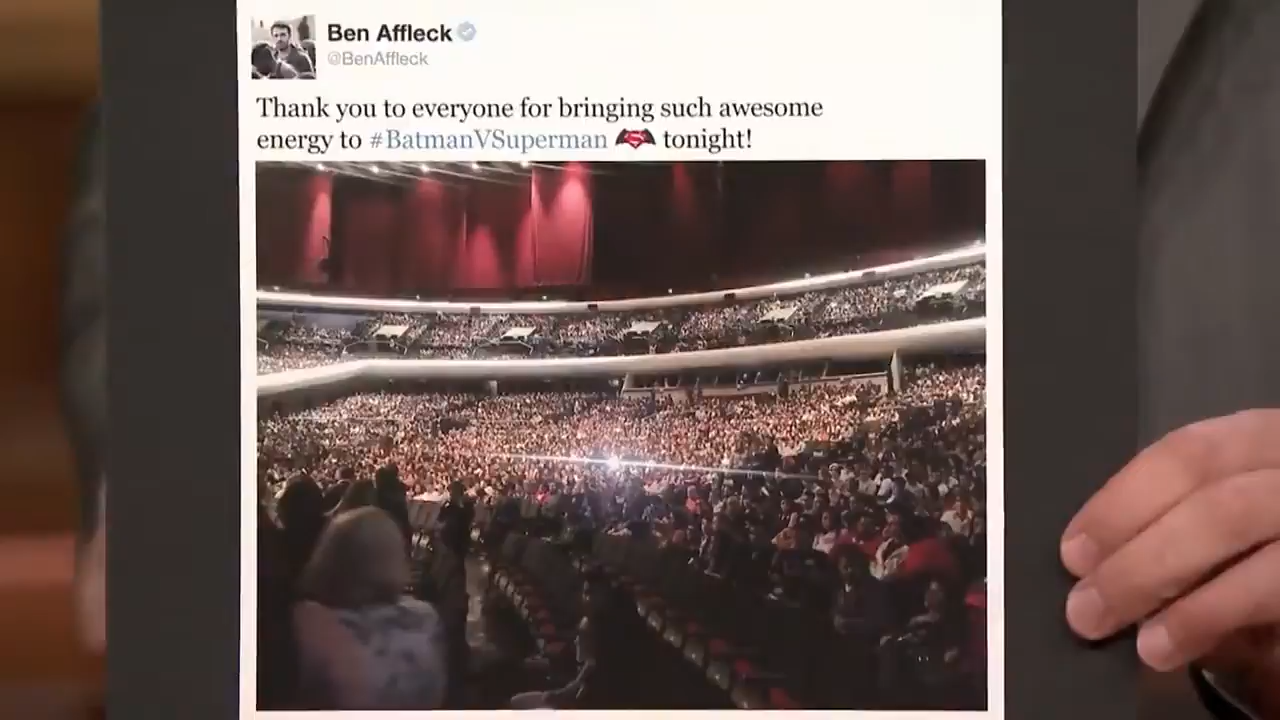 Ben Affleck
@BenAffleck
Thank you to everyone for bringing such awesome
energy to #BatmanVSuperman tonight!